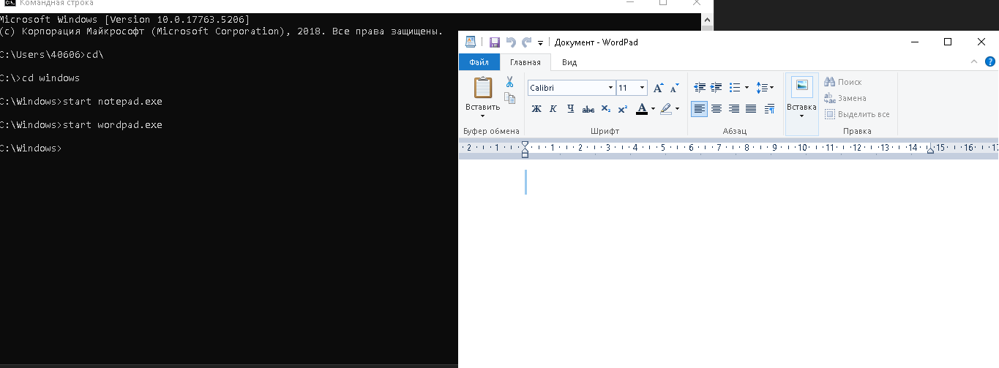 Командная строка
Microsoft Windows [Version 10.0.17763.5206]
(c) Корпорация Майкрософт (Microsoft Corporation), 2018. Все права защищены.
C:\Users\40606>cd\
C:\>cd windows
C:\Windows>start notepad.exe
C:\Windows>start wordpad.exe
C:\Windows>
Документ - WordPad
Файл Главная Вид
Вставить
Буфер обмена
Calibri 11
Ж К Ч abc X₂ X² A
Шрифт
Абзац
Вставка
Поиск
Замена
Выделить все
Правка
2 1 1 2 3 4 5 6 7 8 9 10 11 12 13 14 15 16 17